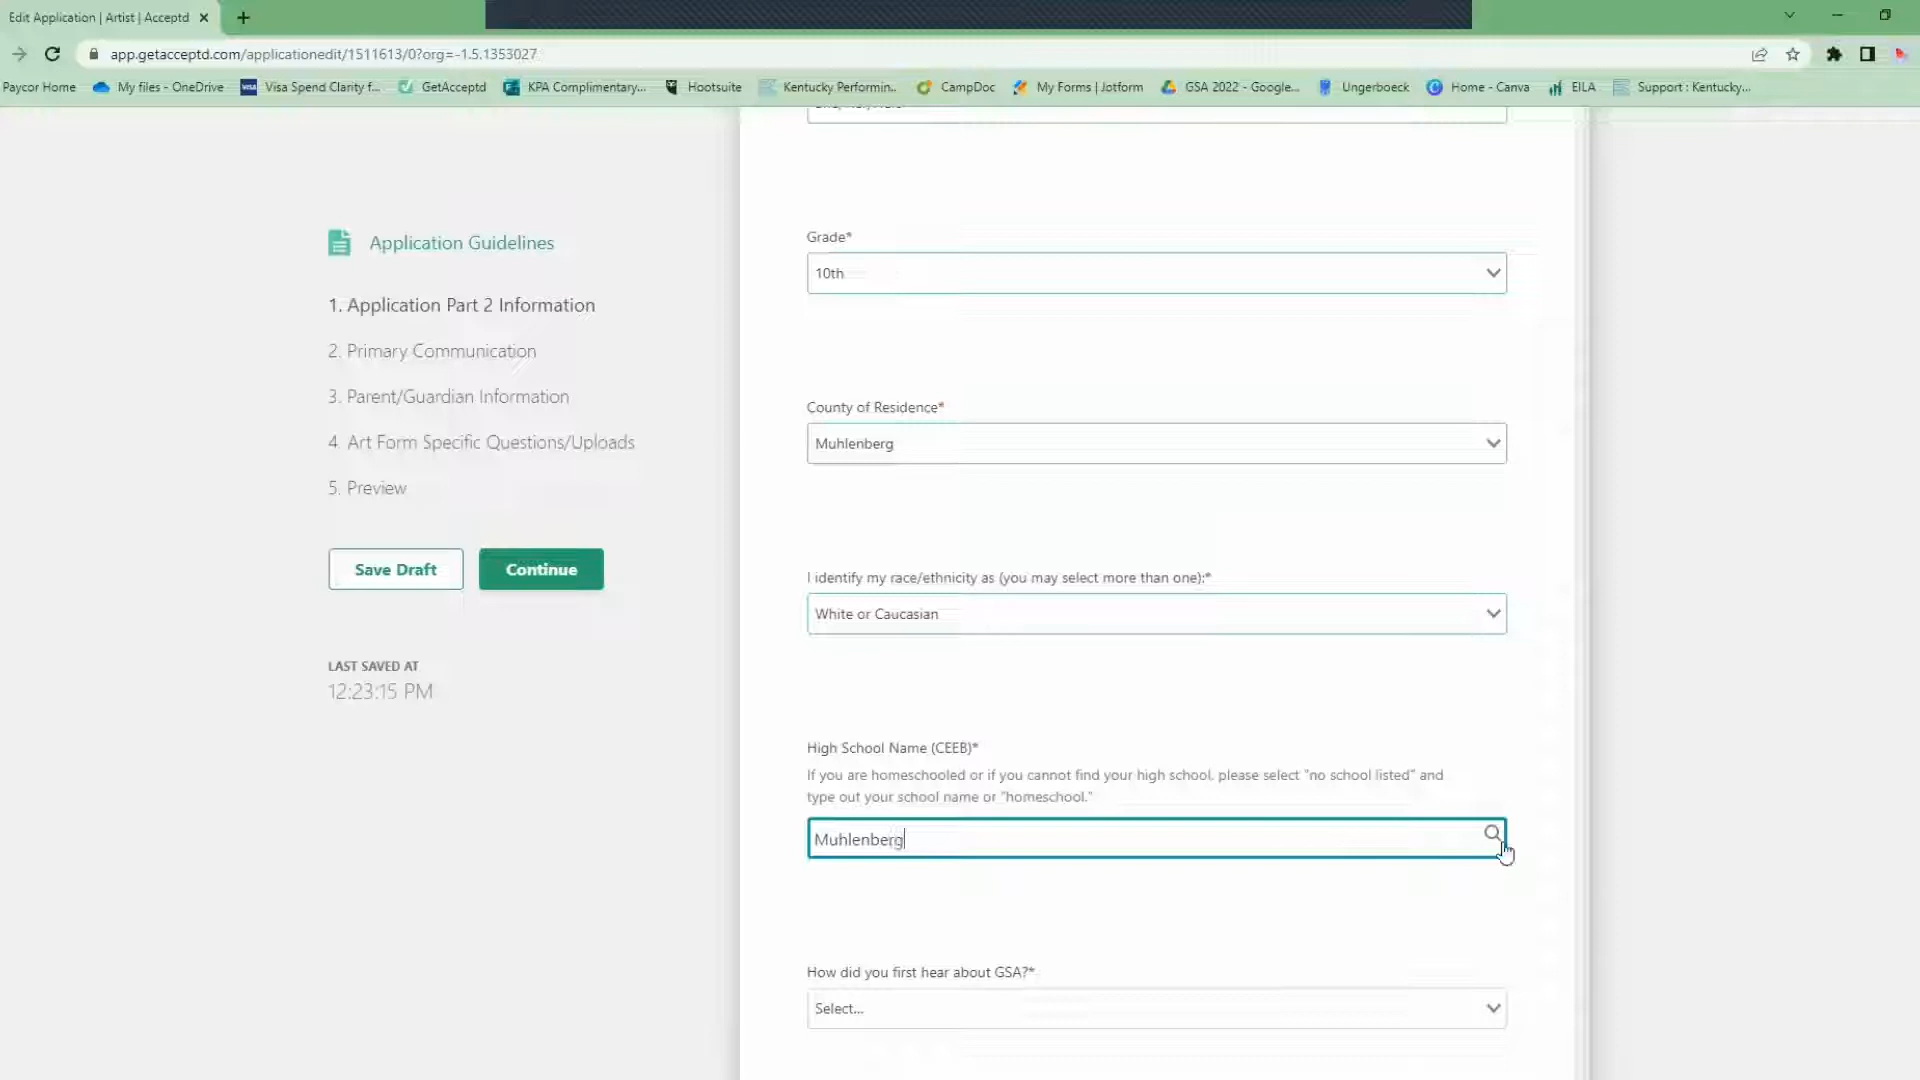 Edit Application | Artist | Acceptd
app.getacceptd.com/applicationedit/1511613/0?org=-1.5.1353027
Paycor Home My files - OneDrive VISA Visa Spend Clarity f... GetAcceptd KPA Complimentary... Hootsuite Kentucky Performin... CampDoc My Forms | Jotform GSA 2022 - Google... Ungerboeck Home - Canva EILA Support : Kentucky...
Application Guidelines
1. Application Part 2 Information
2. Primary Communication
3. Parent/Guardian Information
4. Art Form Specific Questions/Uploads
5. Preview
Save Draft Continue
LAST SAVED AT
12:23:15 PM
Grade*
10th
County of Residence*
Muhlenberg
I identify my race/ethnicity as (you may select more than one):*
White or Caucasian
High School Name (CEEB)*
If you are homeschooled or if you cannot find your high school, please select "no school listed" and
type out your school name or "homeschool."
Muhlenberg
How did you first hear about GSA?*
Select...